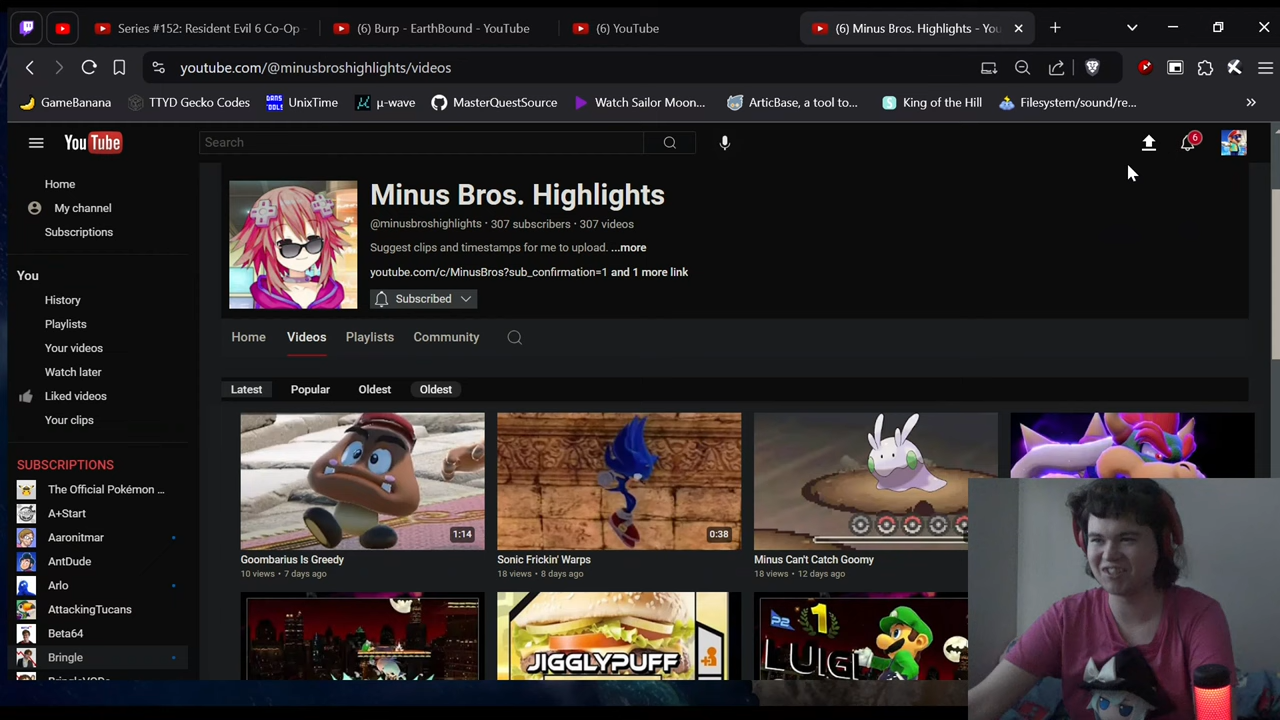 Series #152: Resident Evil 6 Co-Op
(6) Burp - EarthBound - YouTube
(6) YouTube
(6) Minus Bros. Highlights - You
youtube.com/@minusbroshighlights/videos
GameBanana
TTYD Gecko Codes
DAN'S TOOLS
UnixTime
µ-wave
MasterQuestSource
Watch Sailor Moon...
ArticBase, a tool to...
King of the Hill
Filesystem/sound/re...
YouTube
Search
6
Home
My channel
Subscriptions
You
History
Playlists
Your videos
Watch later
Liked videos
Your clips
SUBSCRIPTIONS
The Official Pokémon ...
A+Start
Aaronitmar
AntDude
Arlo
AttackingTucans
Beta64
Bringle
Minus Bros. Highlights
@minusbroshighlights · 307 subscribers · 307 videos
Suggest clips and timestamps for me to upload. ...more
youtube.com/c/MinusBros?sub_confirmation=1 and 1 more link
Subscribed
Home
Videos
Playlists
Community
Latest
Popular
Oldest
Oldest
1:14
Goombarius Is Greedy
10 views · 7 days ago
0:38
Sonic Frickin' Warps
18 views · 8 days ago
Minus Can't Catch Goomy
18 views · 12 days ago
JIGGLYPUFF
P2
1
LUIGI